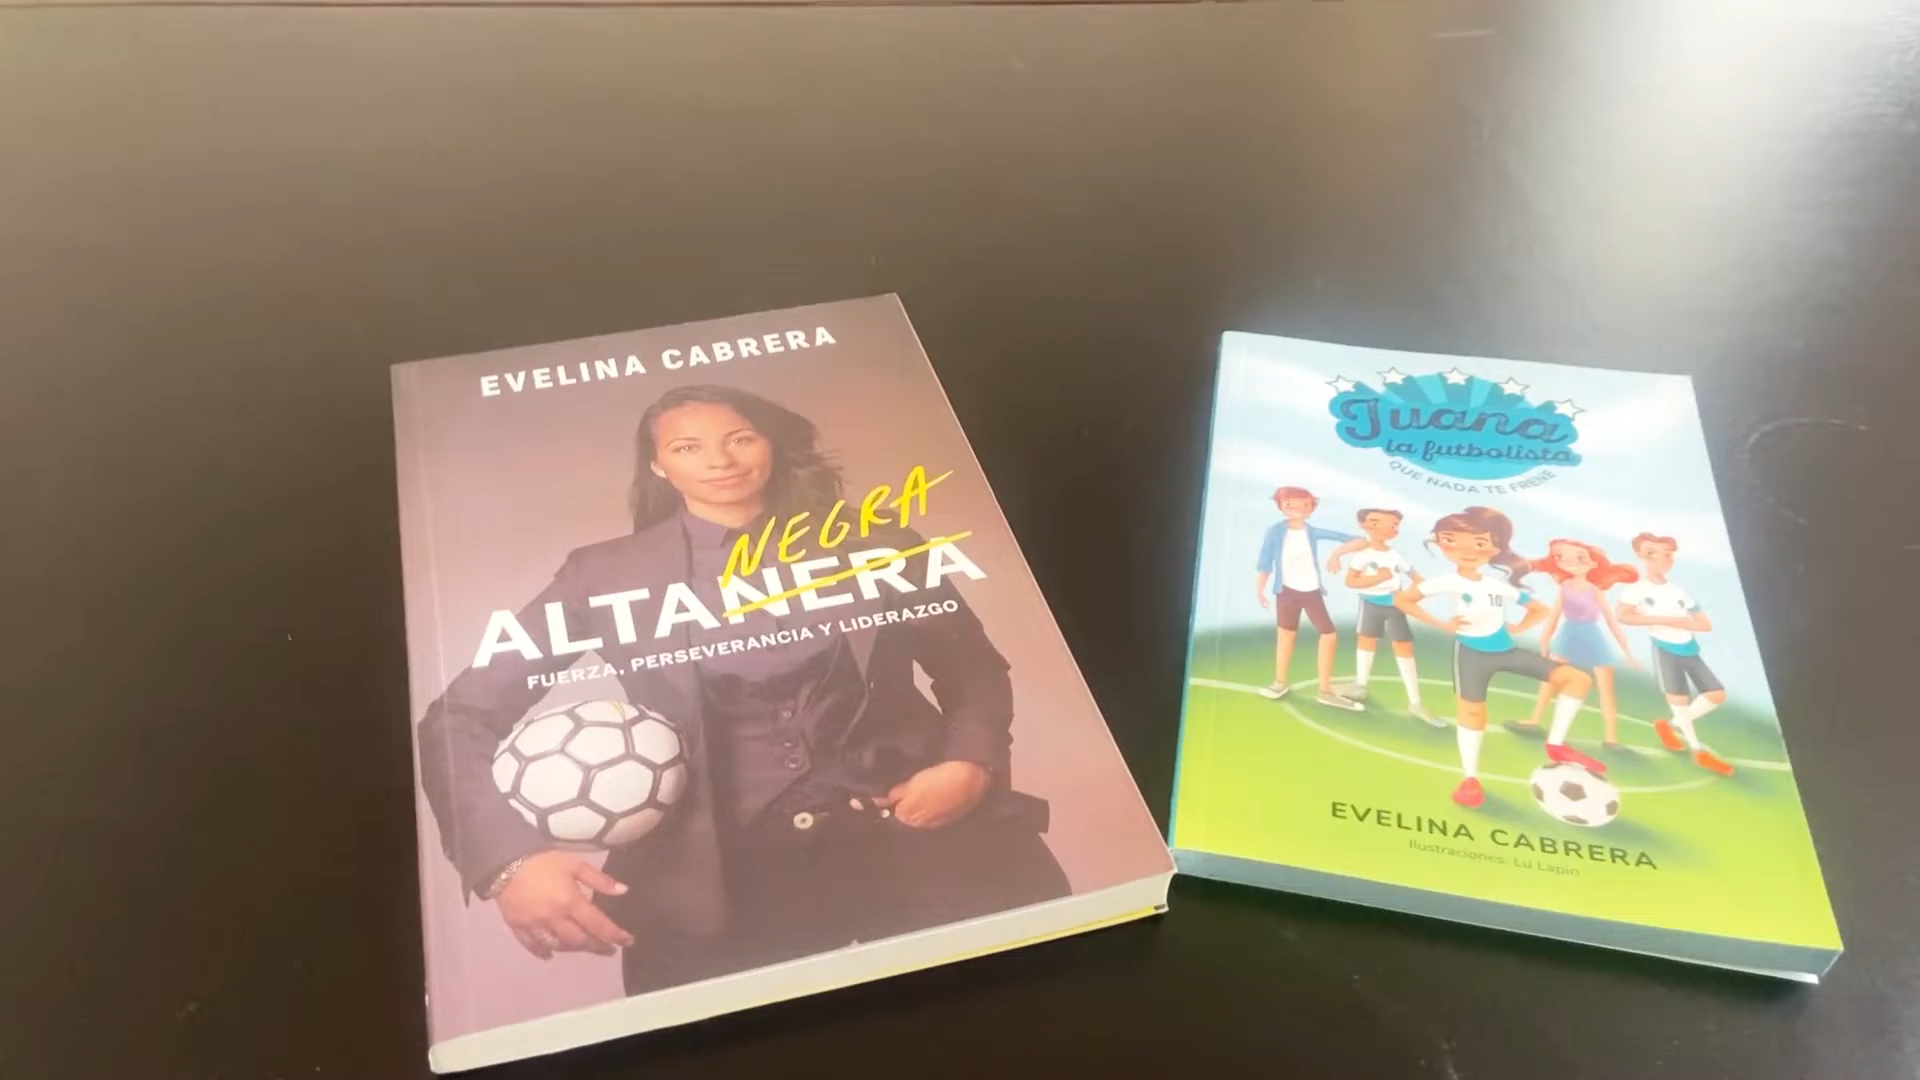 EVELINA CABRERA
NEGRA
ALTANERA
FUERZA, PERSEVERANCIA Y LIDERAZGO
Juana
la futbolista
QUE NADA TE FRENE
10
EVELINA CABRERA
Ilustraciones: Lu Lapin